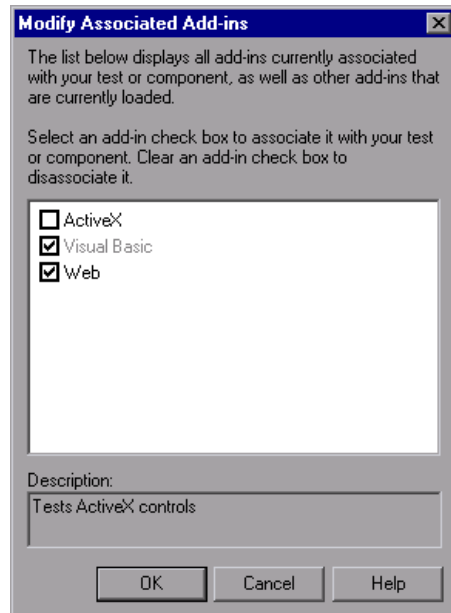 Modify Associated Add-ins
The list below displays all add-ins currently associated
with your test or component, as well as other add-ins that
are currently loaded.
Select an add-in check box to associate it with your test
or component. Clear an add-in check box to
disassociate it.
ActiveX
Visual Basic
Web
Description:
Tests ActiveX controls
OK
Cancel
Help